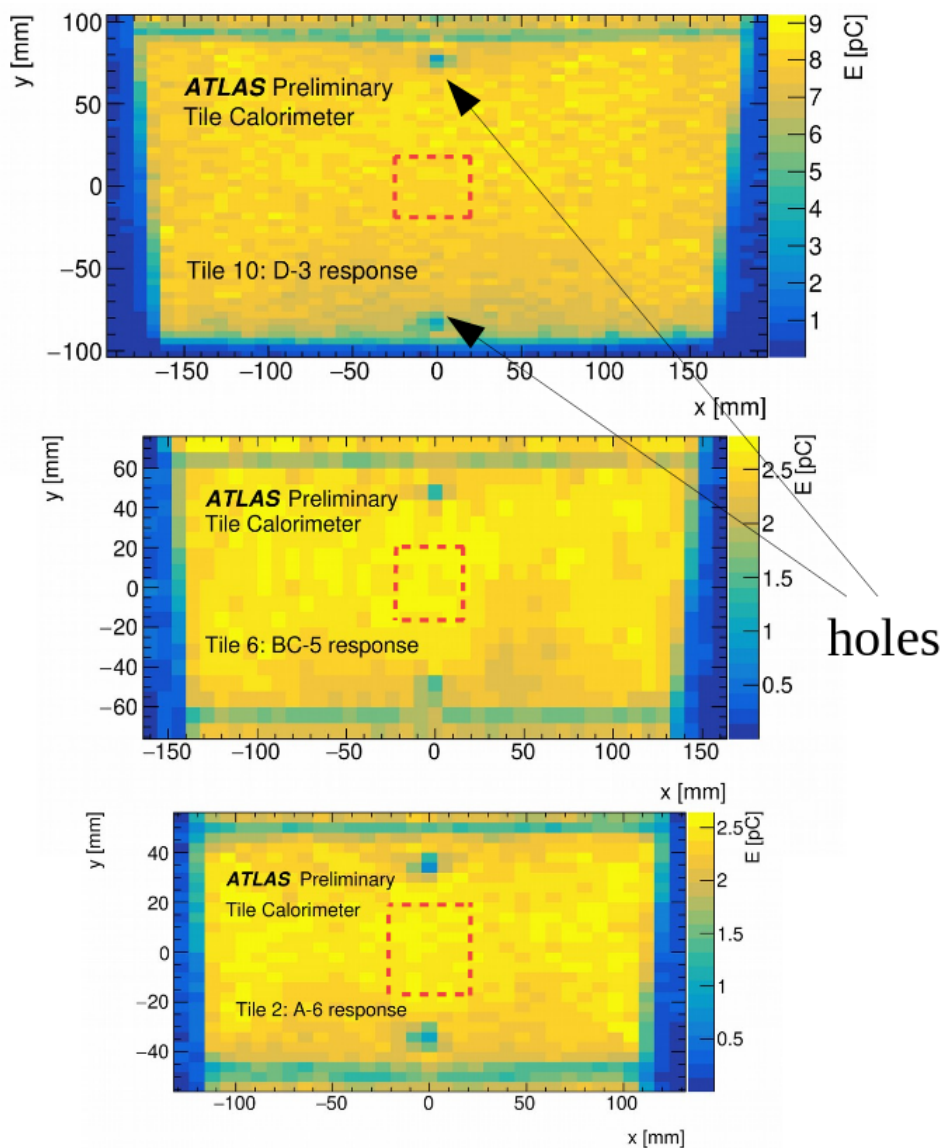 y [mm]
100
50
0
−50
−100
ATLAS Preliminary
Tile Calorimeter
Tile 10: D-3 response
−150 −100 −50 0 50 100 150
x [mm]
E [pC]
9
8
7
6
5
4
3
2
1
y [mm]
60
40
20
0
−20
−40
−60
ATLAS Preliminary
Tile Calorimeter
Tile 6: BC-5 response
−150 −100 −50 0 50 100 150
x [mm]
E [pC]
2.5
2
1.5
1
0.5
holes
y [mm]
40
20
0
−20
−40
ATLAS Preliminary
Tile Calorimeter
Tile 2: A-6 response
−100 −50 0 50 100
x [mm]
E [pC]
2.5
2
1.5
1
0.5